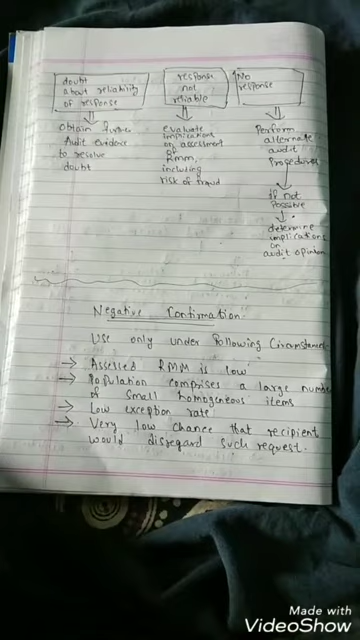 doubt
about reliability
of response
response
not
reliable
No
response
Obtain further
Audit evidence
to resolve
doubt
evaluate
implications
on assessment
of
RMM,
including
risk of fraud
Perform
alternate
audit
Procedures
if not
Possible
determine
implications
on
audit opinion
Negative Confirmation
Use only under following Circumstances
→ Assessed RMM is low
→ Population comprises a large number
of small homogeneous items
→ Low exception rate
→ Very low chance that recipient
would disregard such request.
Made with
VideoShow